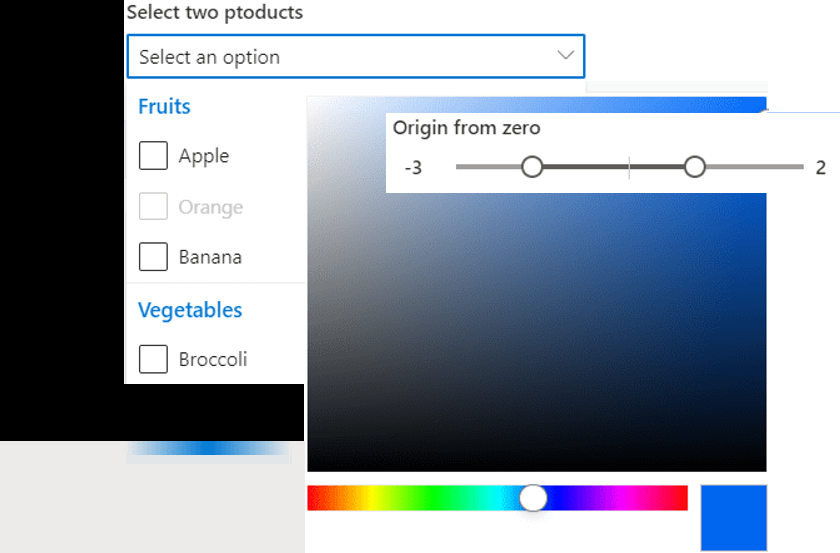 Select two ptoducts
Select an option
Fruits
Origin from zero
-3 2
Apple
Orange
Banana
Vegetables
Broccoli